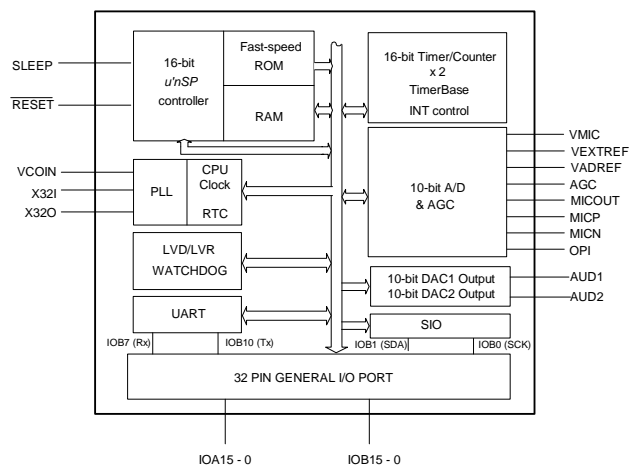 SLEEP
RESET
VCOIN
X32I
X32O
16-bit
u'nSP
controller
Fast-speed
ROM
RAM
PLL
CPU
Clock
RTC
LVD/LVR
WATCHDOG
UART
IOB7 (Rx)
IOB10 (Tx)
16-bit Timer/Counter
x 2
TimerBase
INT control
10-bit A/D
& AGC
10-bit DAC1 Output
10-bit DAC2 Output
SIO
IOB1 (SDA)
IOB0 (SCK)
VMIC
VEXTREF
VADREF
AGC
MICOUT
MICP
MICN
OPI
AUD1
AUD2
32 PIN GENERAL I/O PORT
IOA15 - 0
IOB15 - 0